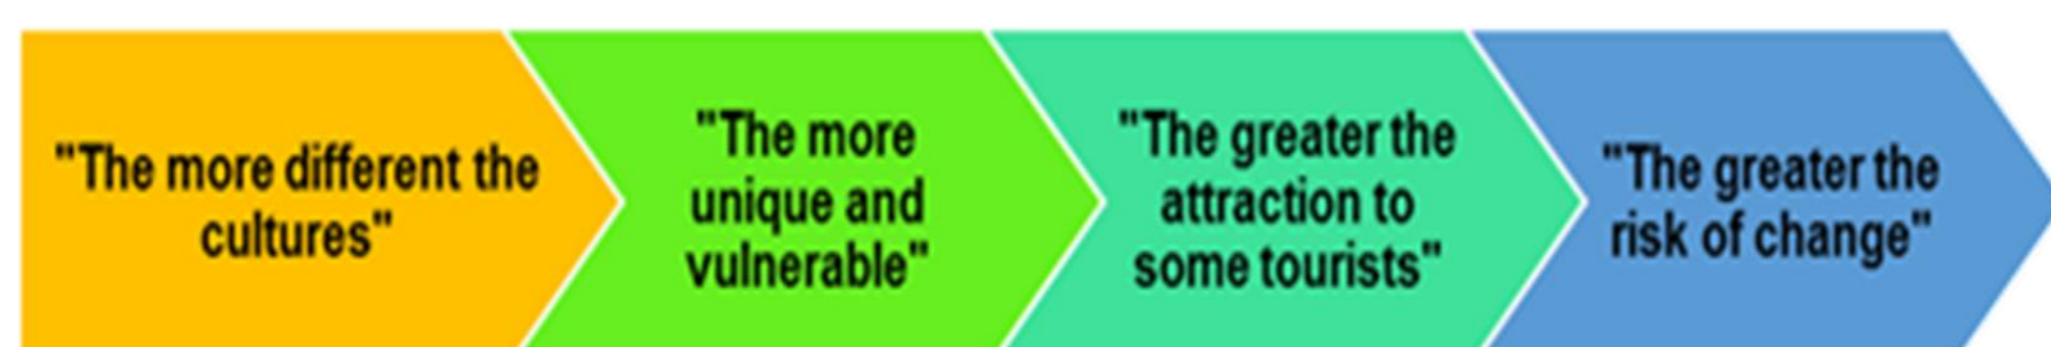 "The more different the
cultures"
"The more
unique and
vulnerable"
"The greater the
attraction to
some tourists"
"The greater the
risk of change"